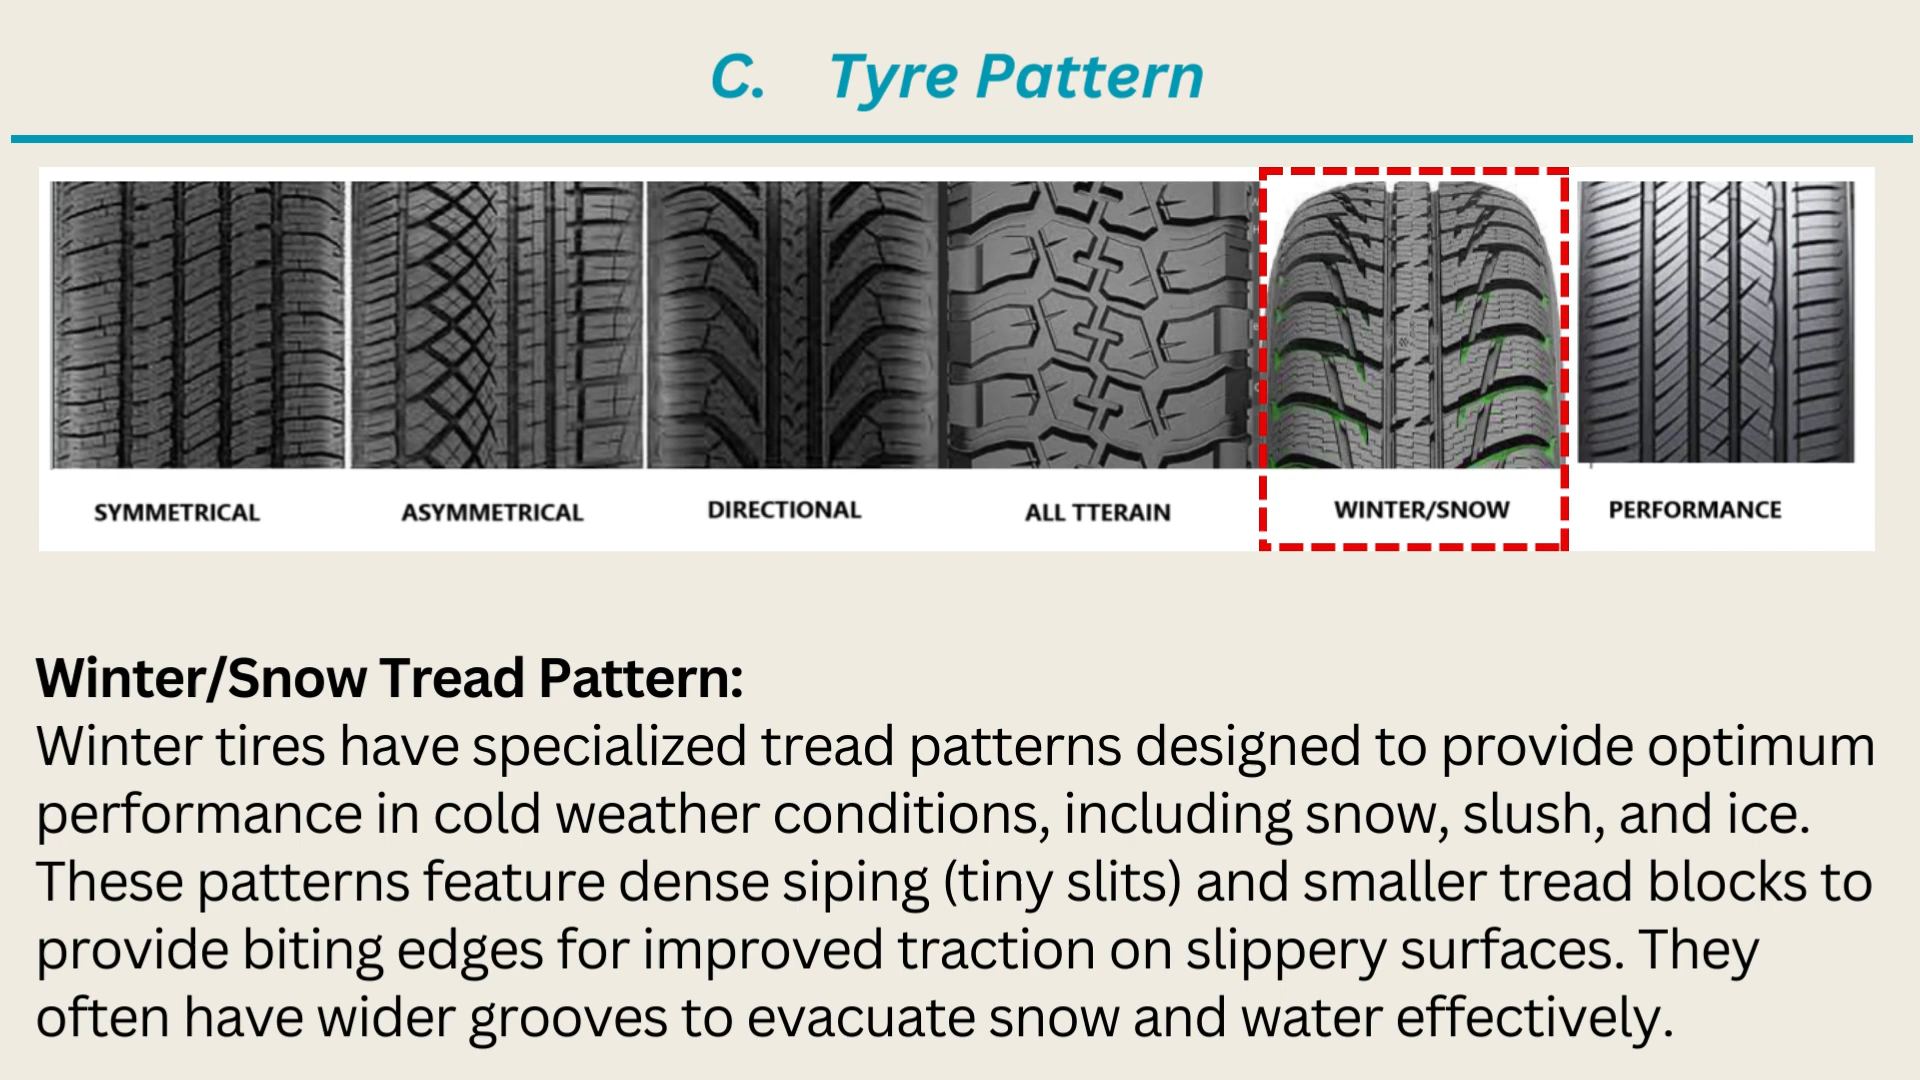 C. Tyre Pattern
SYMMETRICAL
ASYMMETRICAL
DIRECTIONAL
ALL TTERAIN
WINTER/SNOW
PERFORMANCE
Winter/Snow Tread Pattern:
Winter tires have specialized tread patterns designed to provide optimum
performance in cold weather conditions, including snow, slush, and ice.
These patterns feature dense siping (tiny slits) and smaller tread blocks to
provide biting edges for improved traction on slippery surfaces. They
often have wider grooves to evacuate snow and water effectively.